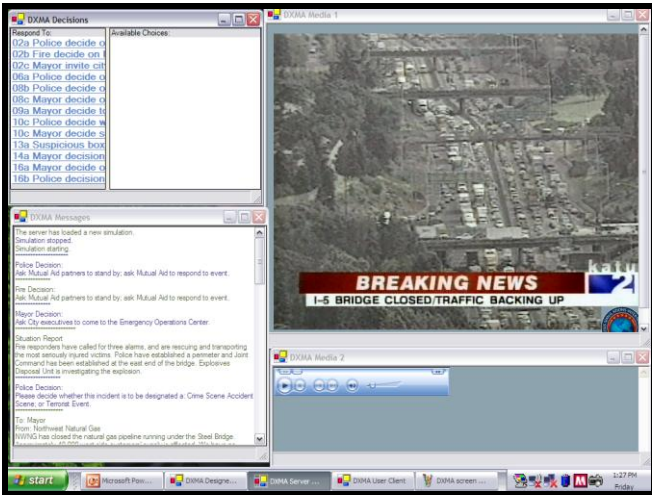 DXMA Decisions
Respond To:
Available Choices:
02a Police decide o
02b Fire decide on
02c Mayor invite cit
06a Police decide o
08b Police decide o
08c Mayor decide o
09a Mayor decide to
10c Police decide w
10c Mayor decide s
13a Suspicious box
14a Mayor decision
16a Mayor decide o
16b Police decision
DXMA Media 1
BREAKING NEWS
katu
2
I-5 BRIDGE CLOSED/TRAFFIC BACKING UP
DXMA Messages
The server has loaded a new simulation.
Simulation stopped.
Simulation starting.
Police Decision:
Ask Mutual Aid partners to stand by; ask Mutual Aid to respond to event.
Fire Decision:
Ask Mutual Aid partners to stand by; ask Mutual Aid to respond to event.
Mayor Decision:
Ask City executives to come to the Emergency Operations Center.
Situation Report
Fire responders have called for three alarms, and are rescuing and transporting
the most seriously injured victims. Police have established a perimeter and Joint
Command has been established at the east end of the bridge. Explosives
Disposal Unit is investigating the explosion.
Police Decision:
Please decide whether this incident is to be designated a: Crime Scene Accident
Scene; or Terrorist Event.
To: Mayor
From: Northwest Natural Gas
NWNG has closed the natural gas pipeline running under the Steel Bridge.
DXMA Media 2
start
Microsoft Pow...
DXMA Designe...
DXMA Server ...
DXMA User Client
DXMA screen ...
1:27 PM
Friday